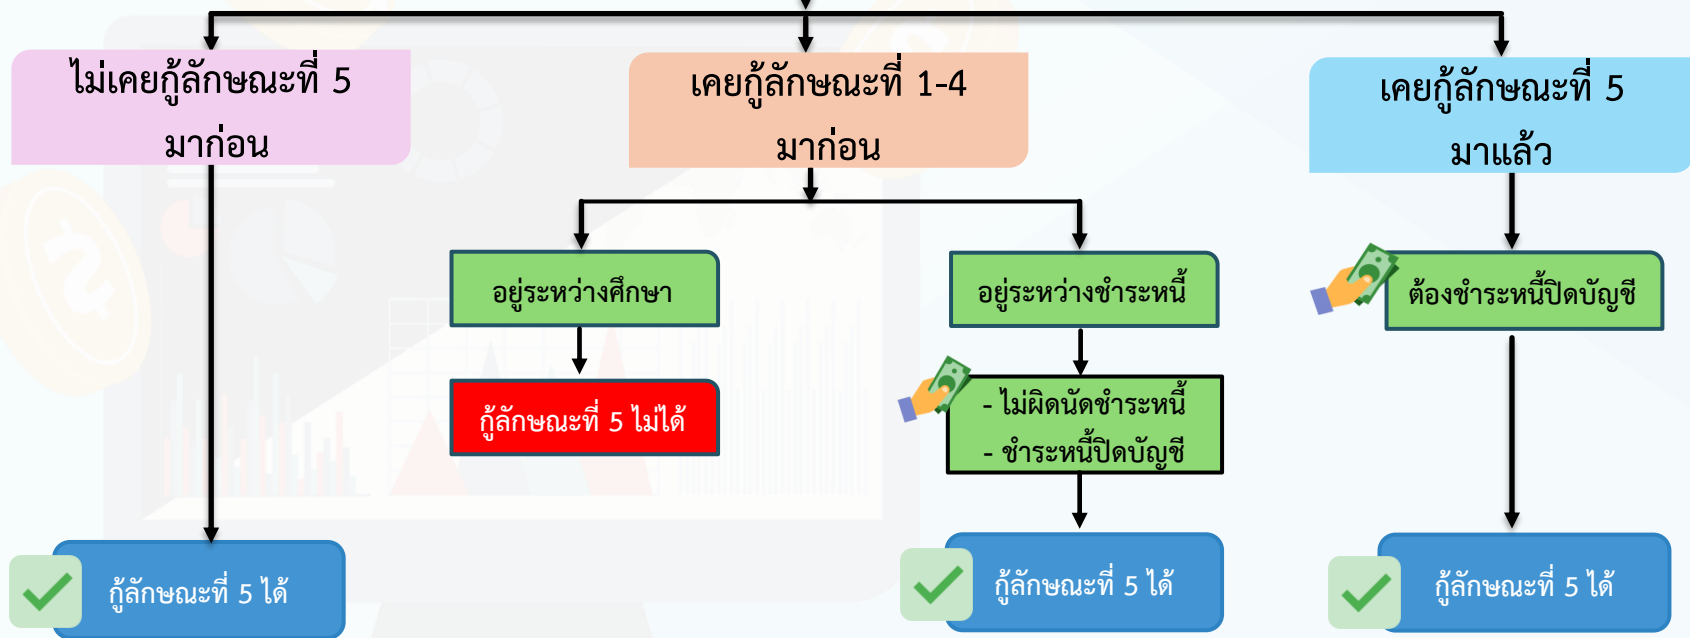 ไม่เคยกู้ลักษณะที่ 5
มาก่อน
เคยกู้ลักษณะที่ 1-4
มาก่อน
เคยกู้ลักษณะที่ 5
มาแล้ว
อยู่ระหว่างศึกษา
อยู่ระหว่างชำระหนี้
ต้องชำระหนี้ปิดบัญชี
กู้ลักษณะที่ 5 ไม่ได้
- ไม่ผิดนัดชำระหนี้
- ชำระหนี้ปิดบัญชี
กู้ลักษณะที่ 5 ได้
กู้ลักษณะที่ 5 ได้
กู้ลักษณะที่ 5 ได้